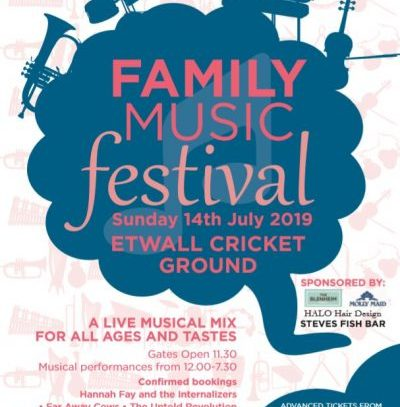 FAMILY
MUSIC
festival
Sunday 14th July 2019
ETWALL CRICKET
GROUND
SPONSORED BY:
THE
BLENHEIM
MOLLY MAID
HALO Hair Design
STEVES FISH BAR
A LIVE MUSICAL MIX
FOR ALL AGES AND TASTES
Gates Open 11.30
Musical performances from 12.00-7.30
Confirmed bookings
Hannah Fay and the Internalizers
• Far Away Cows • The Untold Revolution
ADVANCED TICKETS FROM